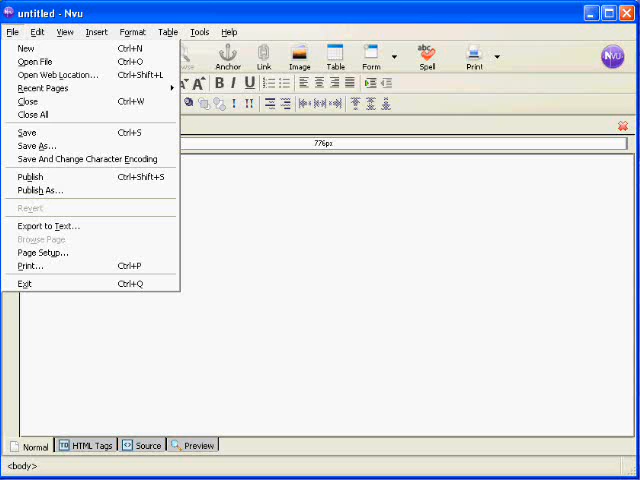 untitled - Nvu
File Edit View Insert Format Table Tools Help
New Ctrl+N
Open File Ctrl+O
Open Web Location... Ctrl+Shift+L
Recent Pages
Close Ctrl+W
Close All
Save Ctrl+S
Save As...
Save And Change Character Encoding
Publish Ctrl+Shift+S
Publish As...
Revert
Export to Text...
Browse Page
Page Setup...
Print... Ctrl+P
Exit Ctrl+Q
Anchor Link Image Table Form Spell Print
abc
NVU
A A B I U
776px
Normal HTML Tags Source Preview
<body>